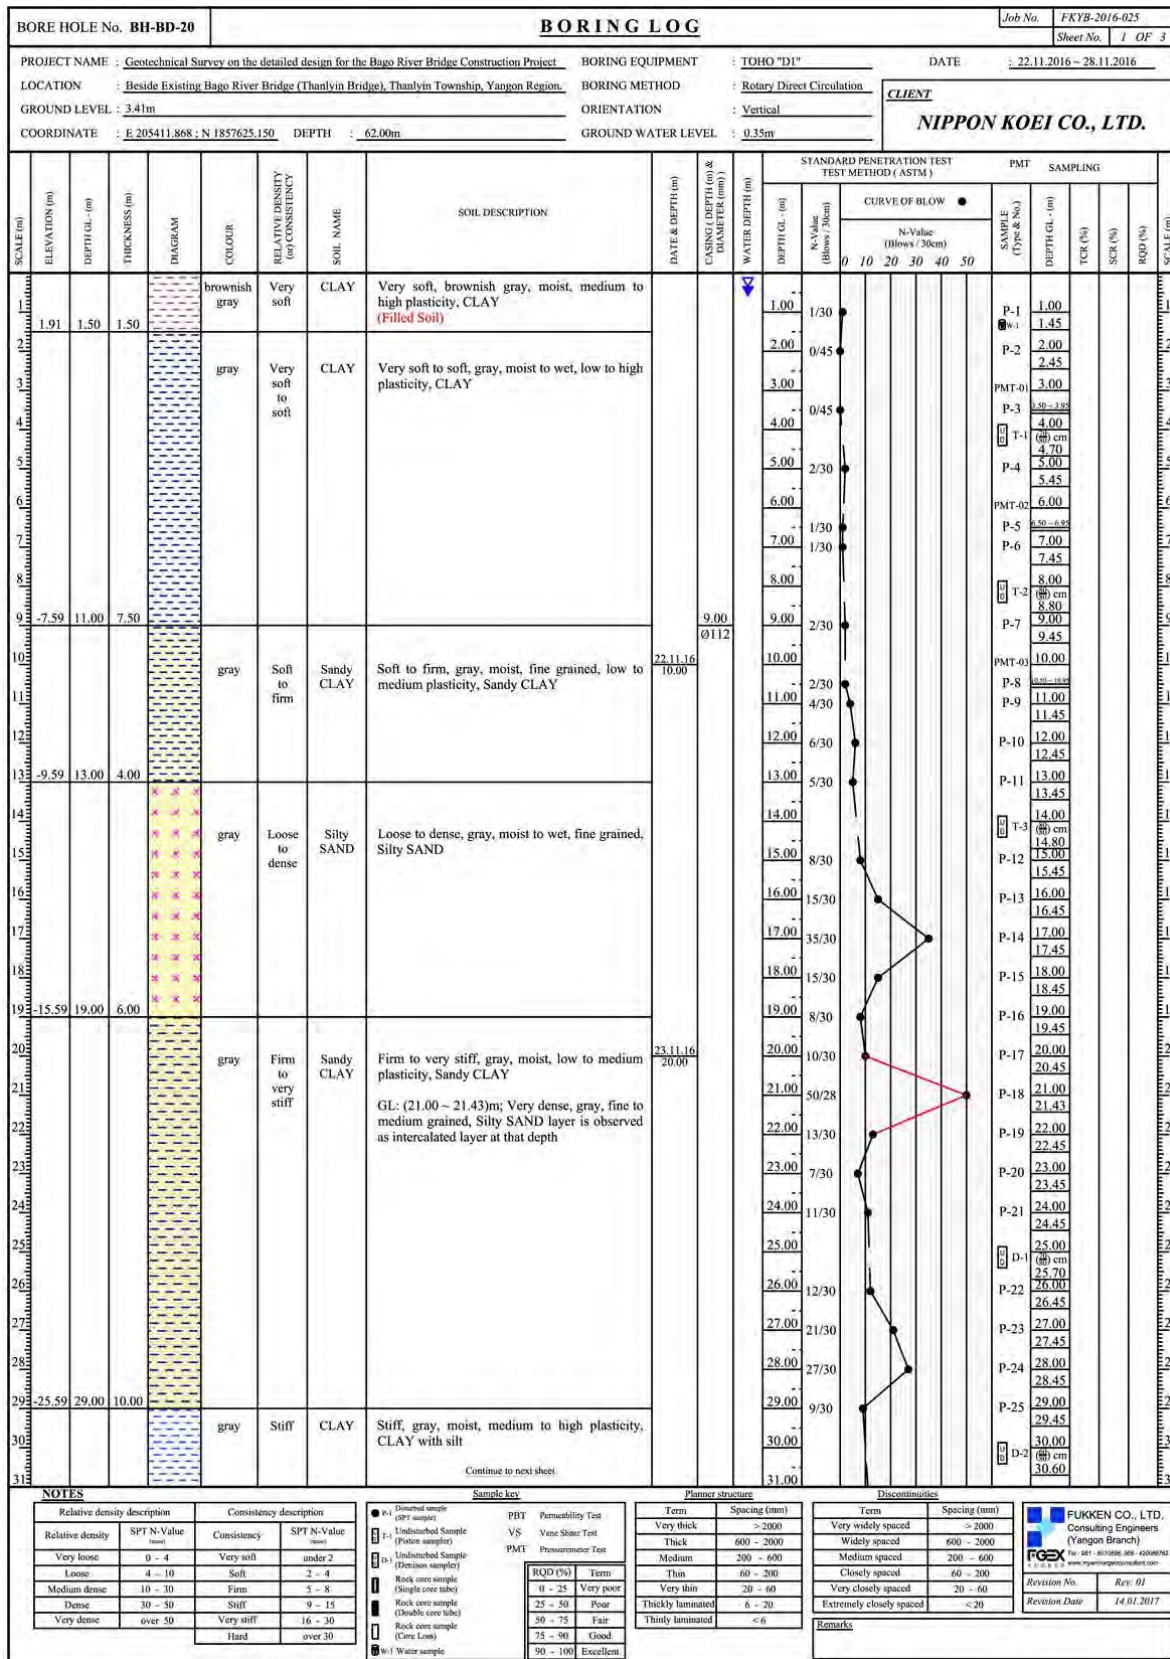 BORE HOLE No. BH-BD-20
BORING LOG
Job No. FKYB-2016-025
Sheet No. 1 OF 3
PROJECT NAME : Geotechnical Survey on the detailed design for the Bago River Bridge Construction Project
LOCATION : Beside Existing Bago River Bridge (Thanlyin Bridge), Thanlyin Township, Yangon Region.
GROUND LEVEL : 3.41m
COORDINATE : E 205411.868 ; N 1857625.150 DEPTH : 62.00m
BORING EQUIPMENT : TOHO "D1"
BORING METHOD : Rotary Direct Circulation
ORIENTATION : Vertical
GROUND WATER LEVEL : 0.35m
DATE : 22.11.2016 ~ 28.11.2016
CLIENT
NIPPON KOEI CO., LTD.
SCALE (m)
ELEVATION (m)
DEPTH GL - (m)
THICKNESS (m)
DIAGRAM
COLOUR
RELATIVE DENSITY (or) CONSISTENCY
SOIL NAME
SOIL DESCRIPTION
DATE & DEPTH (m)
CASING ( DEPTH (m) & DIAMETER (mm) )
WATER DEPTH (m)
STANDARD PENETRATION TEST
TEST METHOD ( ASTM )
DEPTH GL - (m)
N-Value (Blows / 30cm)
CURVE OF BLOW ●
N-Value
(Blows / 30cm)
0 10 20 30 40 50
PMT SAMPLING
SAMPLE (Type & No.)
DEPTH GL - (m)
TCR (%)
SCR (%)
RQD (%)
SCALE (m)
1.91 1.50 1.50 brownish gray Very soft CLAY
Very soft, brownish gray, moist, medium to
high plasticity, CLAY
(Filled Soil)
-7.59 11.00 7.50 gray Very soft to soft CLAY
Very soft to soft, gray, moist to wet, low to high
plasticity, CLAY
-9.59 13.00 4.00 gray Soft to firm Sandy CLAY
Soft to firm, gray, moist, fine grained, low to
medium plasticity, Sandy CLAY
-15.59 19.00 6.00 gray Loose to dense Silty SAND
Loose to dense, gray, moist to wet, fine grained,
Silty SAND
-25.59 29.00 10.00 gray Firm to very stiff Sandy CLAY
Firm to very stiff, gray, moist, low to medium
plasticity, Sandy CLAY
GL: (21.00 ~ 21.43)m; Very dense, gray, fine to
medium grained, Silty SAND layer is observed
as intercalated layer at that depth
gray Stiff CLAY
Stiff, gray, moist, medium to high plasticity,
CLAY with silt
Continue to next sheet
22.11.16
10.00
23.11.16
20.00
9.00
Ø112
1.00 1/30 P-1 1.00
W-1 1.45
2.00 0/45 P-2 2.00
2.45
3.00 PMT-01 3.00
0/45 P-3 3.50 ~ 3.95
4.00 T-1 4.00
cm
4.70
5.00 2/30 P-4 5.00
5.45
6.00 PMT-02 6.00
1/30 P-5 6.50 ~ 6.95
7.00 1/30 P-6 7.00
7.45
8.00 T-2 8.00
cm
8.80
9.00 2/30 P-7 9.00
9.45
10.00 PMT-03 10.00
2/30 P-8 10.50 ~ 10.95
11.00 4/30 P-9 11.00
11.45
12.00 6/30 P-10 12.00
12.45
13.00 5/30 P-11 13.00
13.45
14.00 T-3 14.00
cm
14.80
15.00 8/30 P-12 15.00
15.45
16.00 15/30 P-13 16.00
16.45
17.00 35/30 P-14 17.00
17.45
18.00 15/30 P-15 18.00
18.45
19.00 8/30 P-16 19.00
19.45
20.00 10/30 P-17 20.00
20.45
21.00 50/28 P-18 21.00
21.43
22.00 13/30 P-19 22.00
22.45
23.00 7/30 P-20 23.00
23.45
24.00 11/30 P-21 24.00
24.45
25.00 D-1 25.00
cm
25.70
26.00 12/30 P-22 26.00
26.45
27.00 21/30 P-23 27.00
27.45
28.00 27/30 P-24 28.00
28.45
29.00 9/30 P-25 29.00
29.45
30.00 D-2 30.00
cm
30.60
31.00
NOTES
Relative density description
Relative density SPT N-Value
Very loose 0 - 4
Loose 4 - 10
Medium dense 10 - 30
Dense 30 - 50
Very dense over 50
Consistency description
Consistency SPT N-Value
Very soft under 2
Soft 2 - 4
Firm 5 - 8
Stiff 9 - 15
Very stiff 16 - 30
Hard over 30
Sample key
P-1 Disturbed sample (SPT sample)
T-1 Undisturbed Sample (Piston sampler)
D-1 Undisturbed Sample (Denison sampler)
Rock core sample (Single core tube)
Rock core sample (Double core tube)
Rock core sample (Core Loss)
W-1 Water sample
PBT Permeability Test
VS Vane Shear Test
PMT Pressuremeter Test
RQD (%) Term
0 - 25 Very poor
25 - 50 Poor
50 - 75 Fair
75 - 90 Good
90 - 100 Excellent
Planner structure
Term Spacing (mm)
Very thick > 2000
Thick 600 - 2000
Medium 200 - 600
Thin 60 - 200
Very thin 20 - 60
Thickly laminated 6 - 20
Thinly laminated < 6
Discontinuities
Term Spacing (mm)
Very widely spaced > 2000
Widely spaced 600 - 2000
Medium spaced 200 - 600
Closely spaced 60 - 200
Very closely spaced 20 - 60
Extremely closely spaced < 20
Remarks
FUKKEN CO., LTD.
Consulting Engineers
(Yangon Branch)
FGEX
Revision No. Rev: 01
Revision Date 14.01.2017